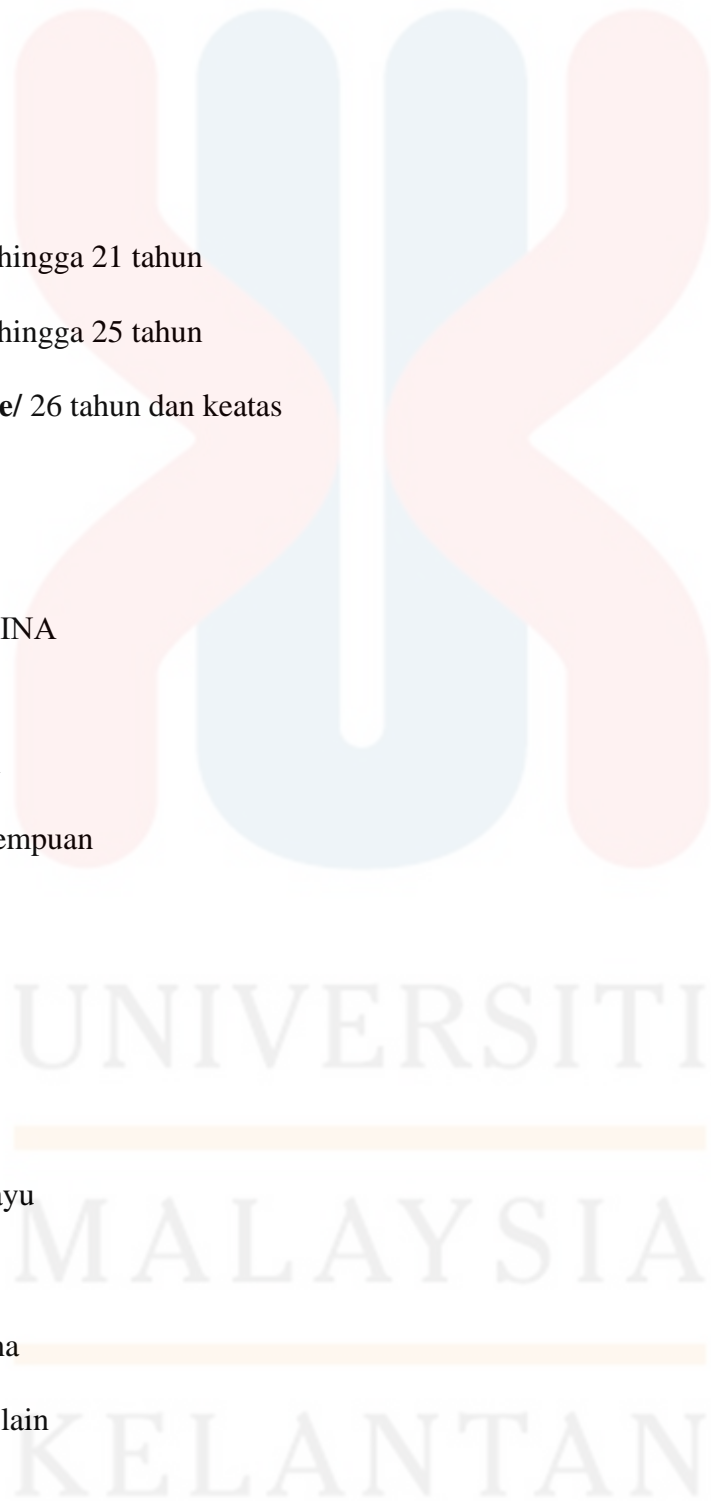 hingga 21 tahun
hingga 25 tahun
e/ 26 tahun dan keatas
INA
empuan
UNIVERSITI
ayu
MALAYSIA
na
lain
KELANTAN